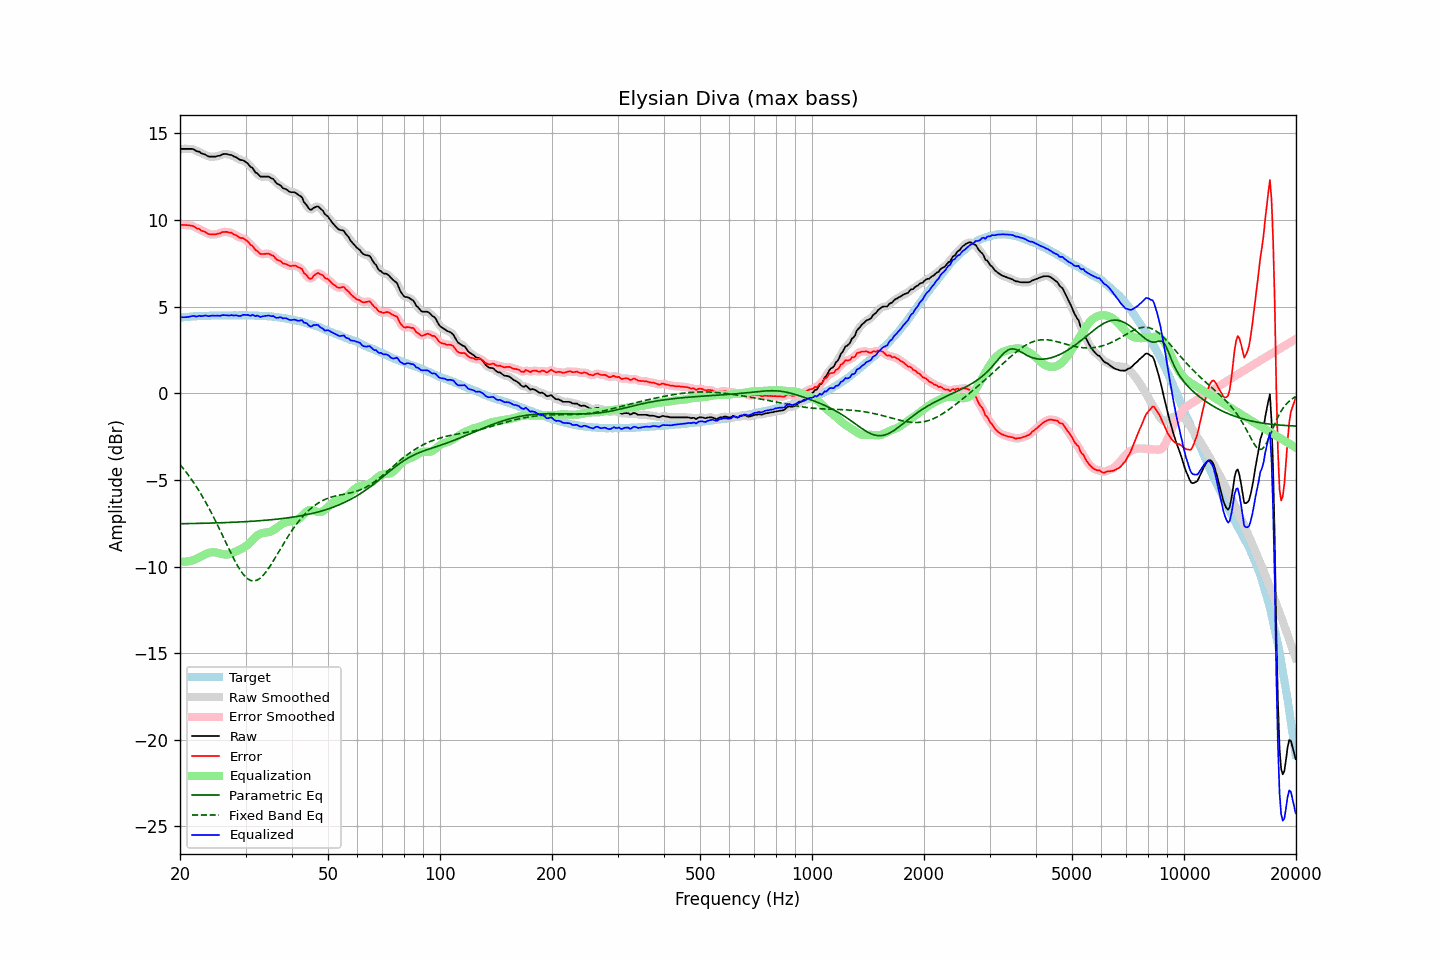 Elysian Diva (max bass)
15
10
5
0
−5
−10
−15
−20
−25
Amplitude (dBr)
Target
Raw Smoothed
Error Smoothed
Raw
Error
Equalization
Parametric Eq
Fixed Band Eq
Equalized
20 50 100 200 500 1000 2000 5000 10000 20000
Frequency (Hz)